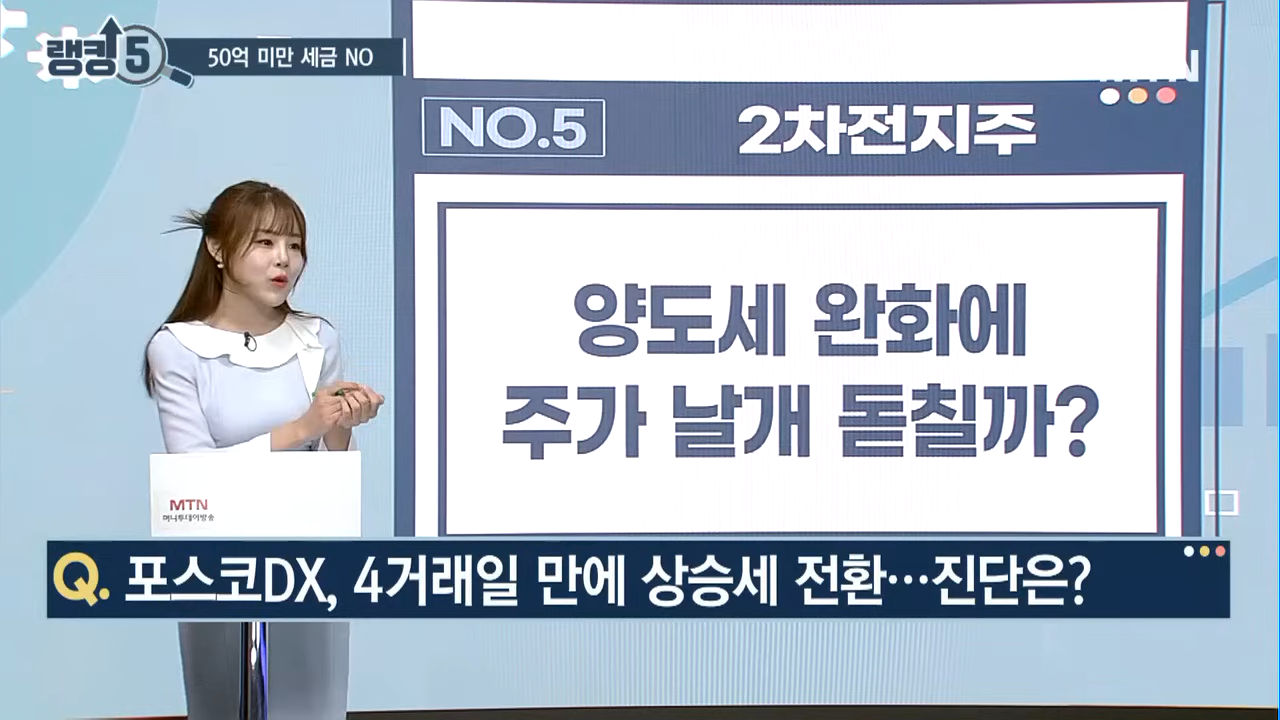 랭킹5
50억 미만 세금 NO
NO.5
2차전지주
양도세 완화에
주가 날개 돋칠까?
MTN
머니투데이방송
Q. 포스코DX, 4거래일 만에 상승세 전환…진단은?